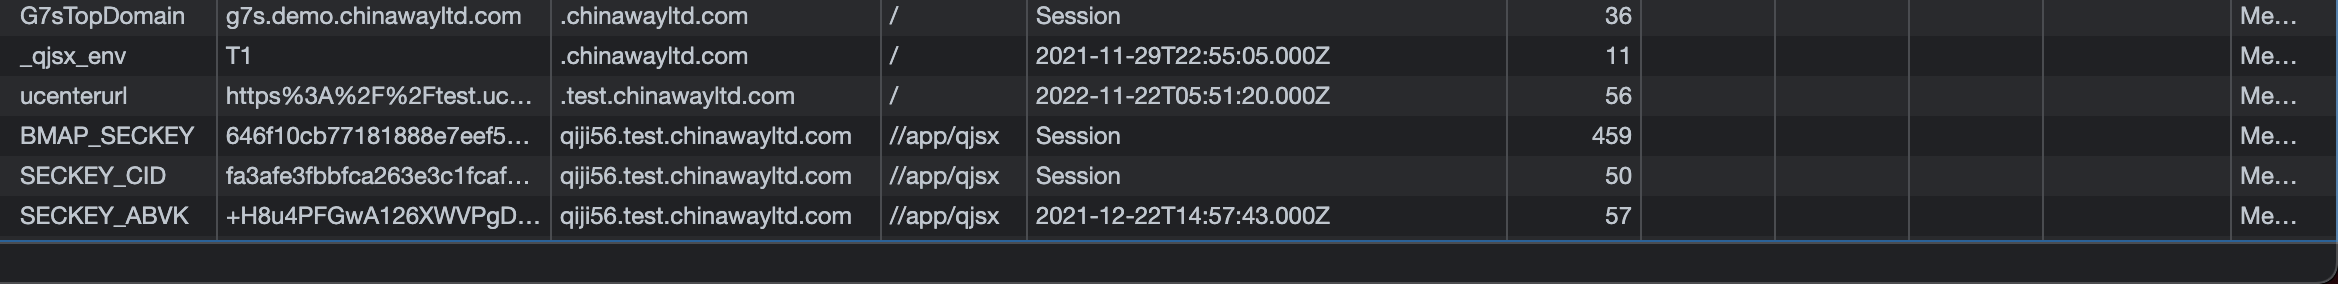 G7sTopDomain g7s.demo.chinawayltd.com .chinawayltd.com / Session 36 Me...
_qjsx_env T1 .chinawayltd.com / 2021-11-29T22:55:05.000Z 11 Me...
ucenterurl https%3A%2F%2Ftest.uc... .test.chinawayltd.com / 2022-11-22T05:51:20.000Z 56 Me...
BMAP_SECKEY 646f10cb77181888e7eef5... qiji56.test.chinawayltd.com //app/qjsx Session 459 Me...
SECKEY_CID fa3afe3fbbfca263e3c1fcaf... qiji56.test.chinawayltd.com //app/qjsx Session 50 Me...
SECKEY_ABVK +H8u4PFGwA126XWVPgD... qiji56.test.chinawayltd.com //app/qjsx 2021-12-22T14:57:43.000Z 57 Me...